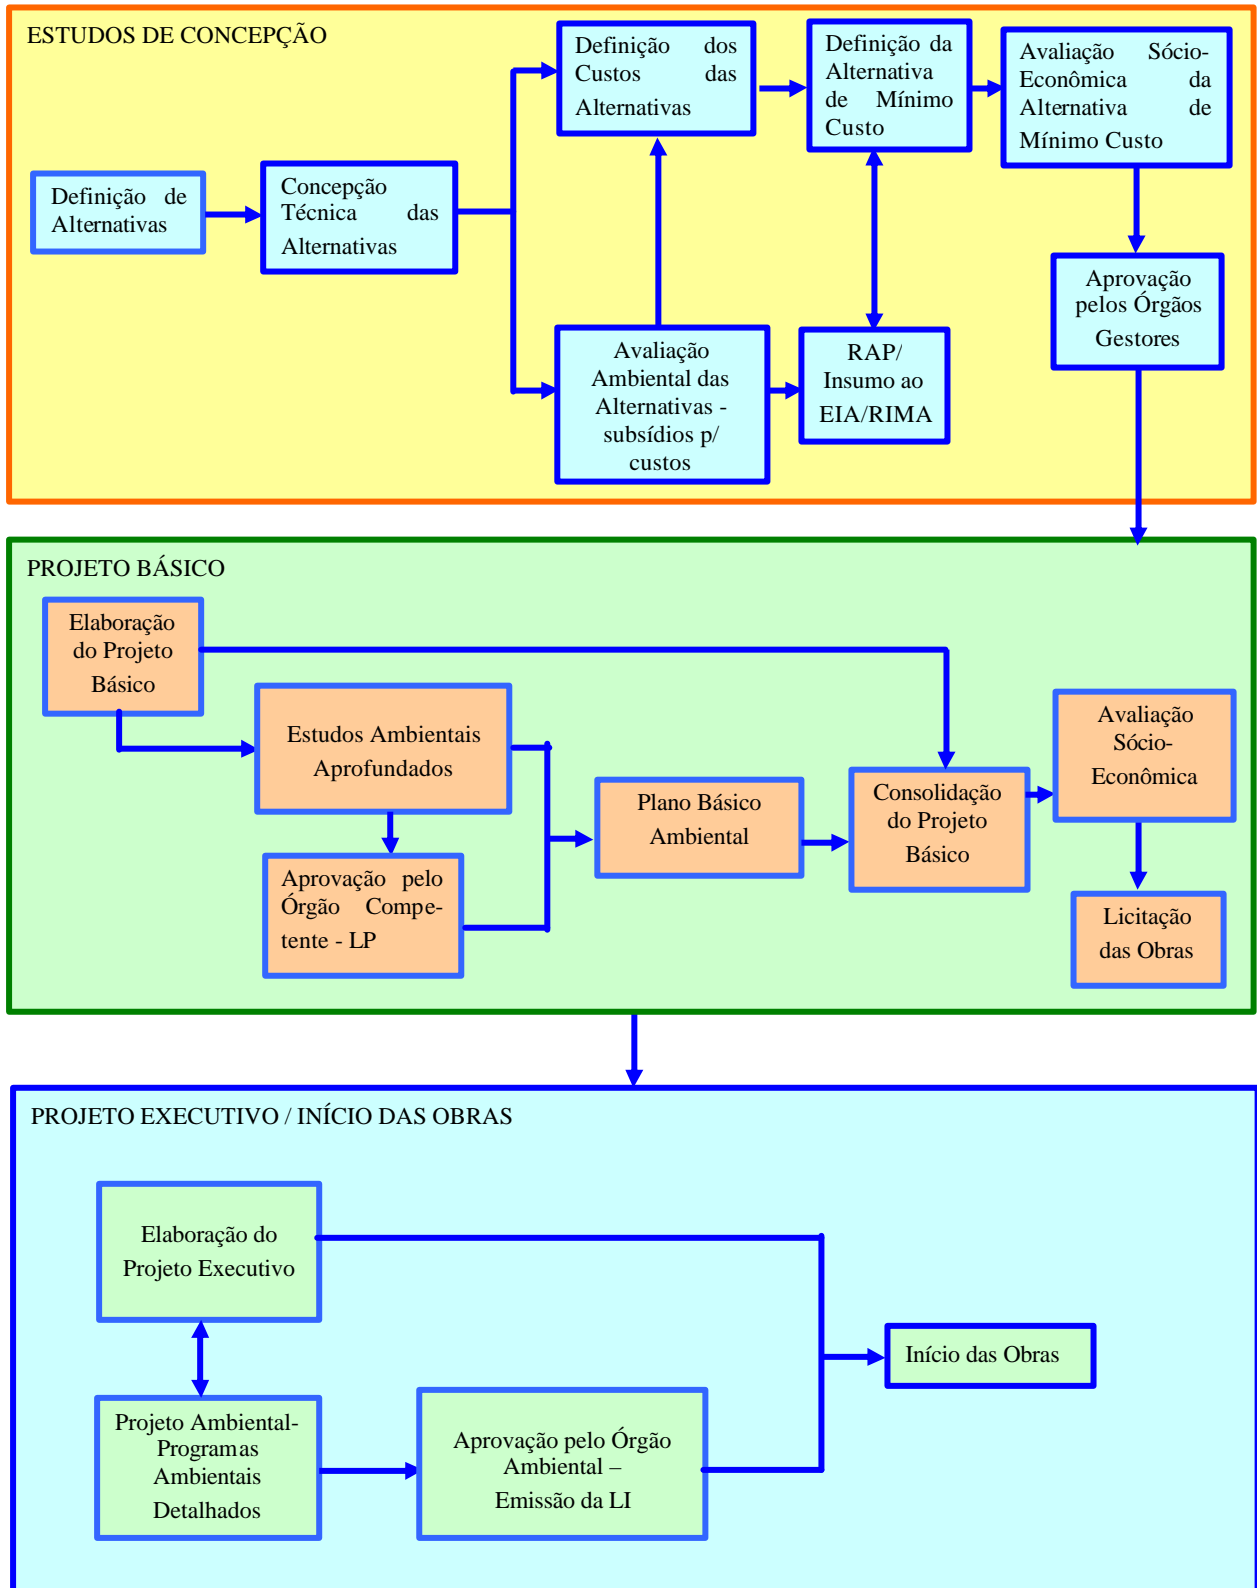 ESTUDOS DE CONCEPÇÃO
Definição de
Alternativas
Concepção
Técnica das
Alternativas
Definição dos
Custos das
Alternativas
Definição da
Alternativa
de Mínimo
Custo
Avaliação Sócio-
Econômica da
Alternativa de
Mínimo Custo
Avaliação
Ambiental das
Alternativas -
subsídios p/
custos
RAP/
Insumo ao
EIA/RIMA
Aprovação
pelos Órgãos
Gestores
PROJETO BÁSICO
Elaboração
do Projeto
Básico
Estudos Ambientais
Aprofundados
Aprovação pelo
Órgão Compe-
tente - LP
Plano Básico
Ambiental
Consolidação
do Projeto
Básico
Avaliação
Sócio-
Econômica
Licitação
das Obras
PROJETO EXECUTIVO / INÍCIO DAS OBRAS
Elaboração do
Projeto Executivo
Projeto Ambiental-
Programas
Ambientais
Detalhados
Aprovação pelo Órgão
Ambiental –
Emissão da LI
Início das Obras